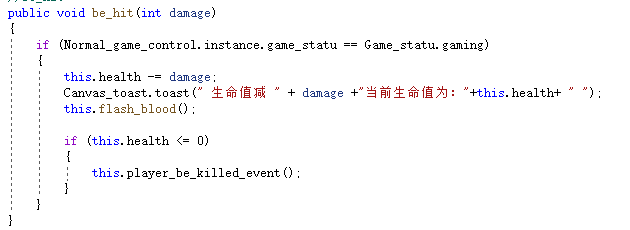 public void be_hit(int damage)
{
if (Normal_game_control.instance.game_statu == Game_statu.gaming)
{
this.health -= damage;
Canvas_toast.toast(" 生命值减 " + damage +"当前生命值为："+this.health+ " ");
this.flash_blood();
if (this.health <= 0)
{
this.player_be_killed_event();
}
}
}